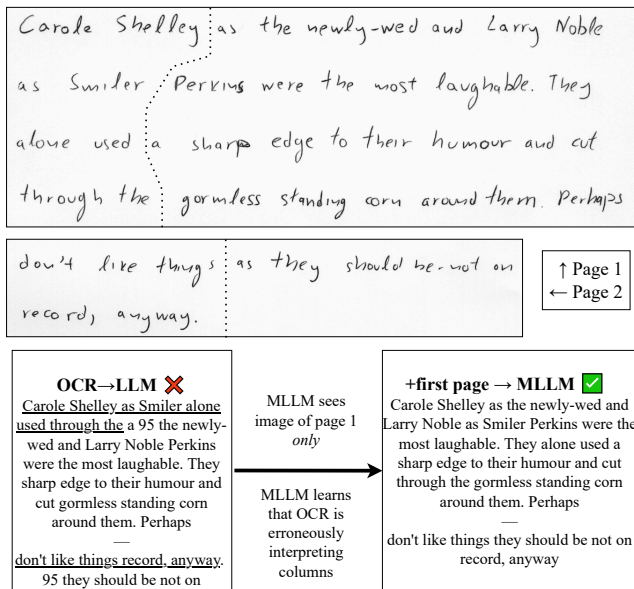 Carole Shelley as the newly-wed and Larry Noble
as Smiler Perkins were the most laughable. They
alone used a sharp edge to their humour and cut
through the gormless standing corn around them. Perhaps
don't like things as they should be - not on
record, anyway.
↑ Page 1
← Page 2
OCR→LLM ❌
Carole Shelley as Smiler alone
used through the a 95 the newly-
wed and Larry Noble Perkins
were the most laughable. They
sharp edge to their humour and
cut gormless standing corn
around them. Perhaps
—
don't like things record, anyway.
95 they should be not on
MLLM sees
image of page 1
only
MLLM learns
that OCR is
erroneously
interpreting
columns
+first page → MLLM ✅
Carole Shelley as the newly-wed and
Larry Noble as Smiler Perkins were the
most laughable. They alone used a
sharp edge to their humour and cut
through the gormless standing corn
around them. Perhaps
—
don't like things they should be not on
record, anyway